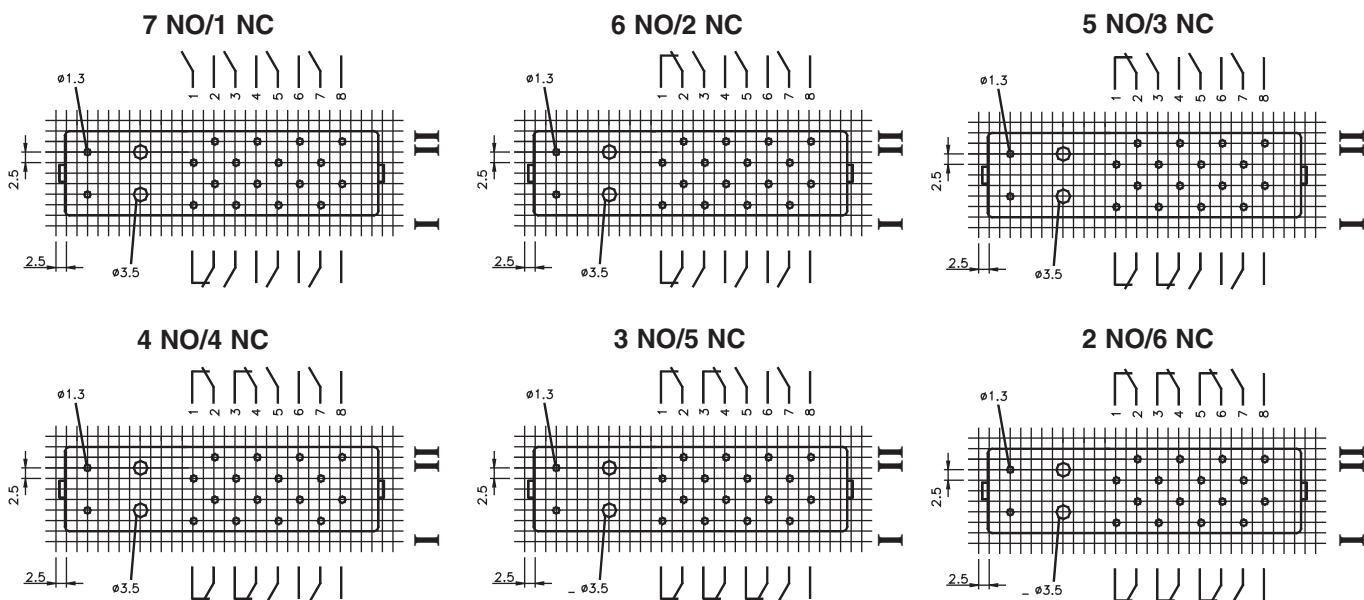 7 NO/1 NC
6 NO/2 NC
5 NO/3 NC
ø1.3
1 2 3 4 5 6 7 8
II
2.5
I
2.5
ø3.5
ø1.3
1 2 3 4 5 6 7 8
II
2.5
I
2.5
ø3.5
ø1.3
1 2 3 4 5 6 7 8
II
2.5
I
2.5
ø3.5
4 NO/4 NC
3 NO/5 NC
2 NO/6 NC
ø1.3
1 2 3 4 5 6 7 8
II
2.5
I
2.5
ø3.5
ø1.3
1 2 3 4 5 6 7 8
II
2.5
I
2.5
_ ø3.5
ø1.3
1 2 3 4 5 6 7 8
II
2.5
I
2.5
_ ø3.5